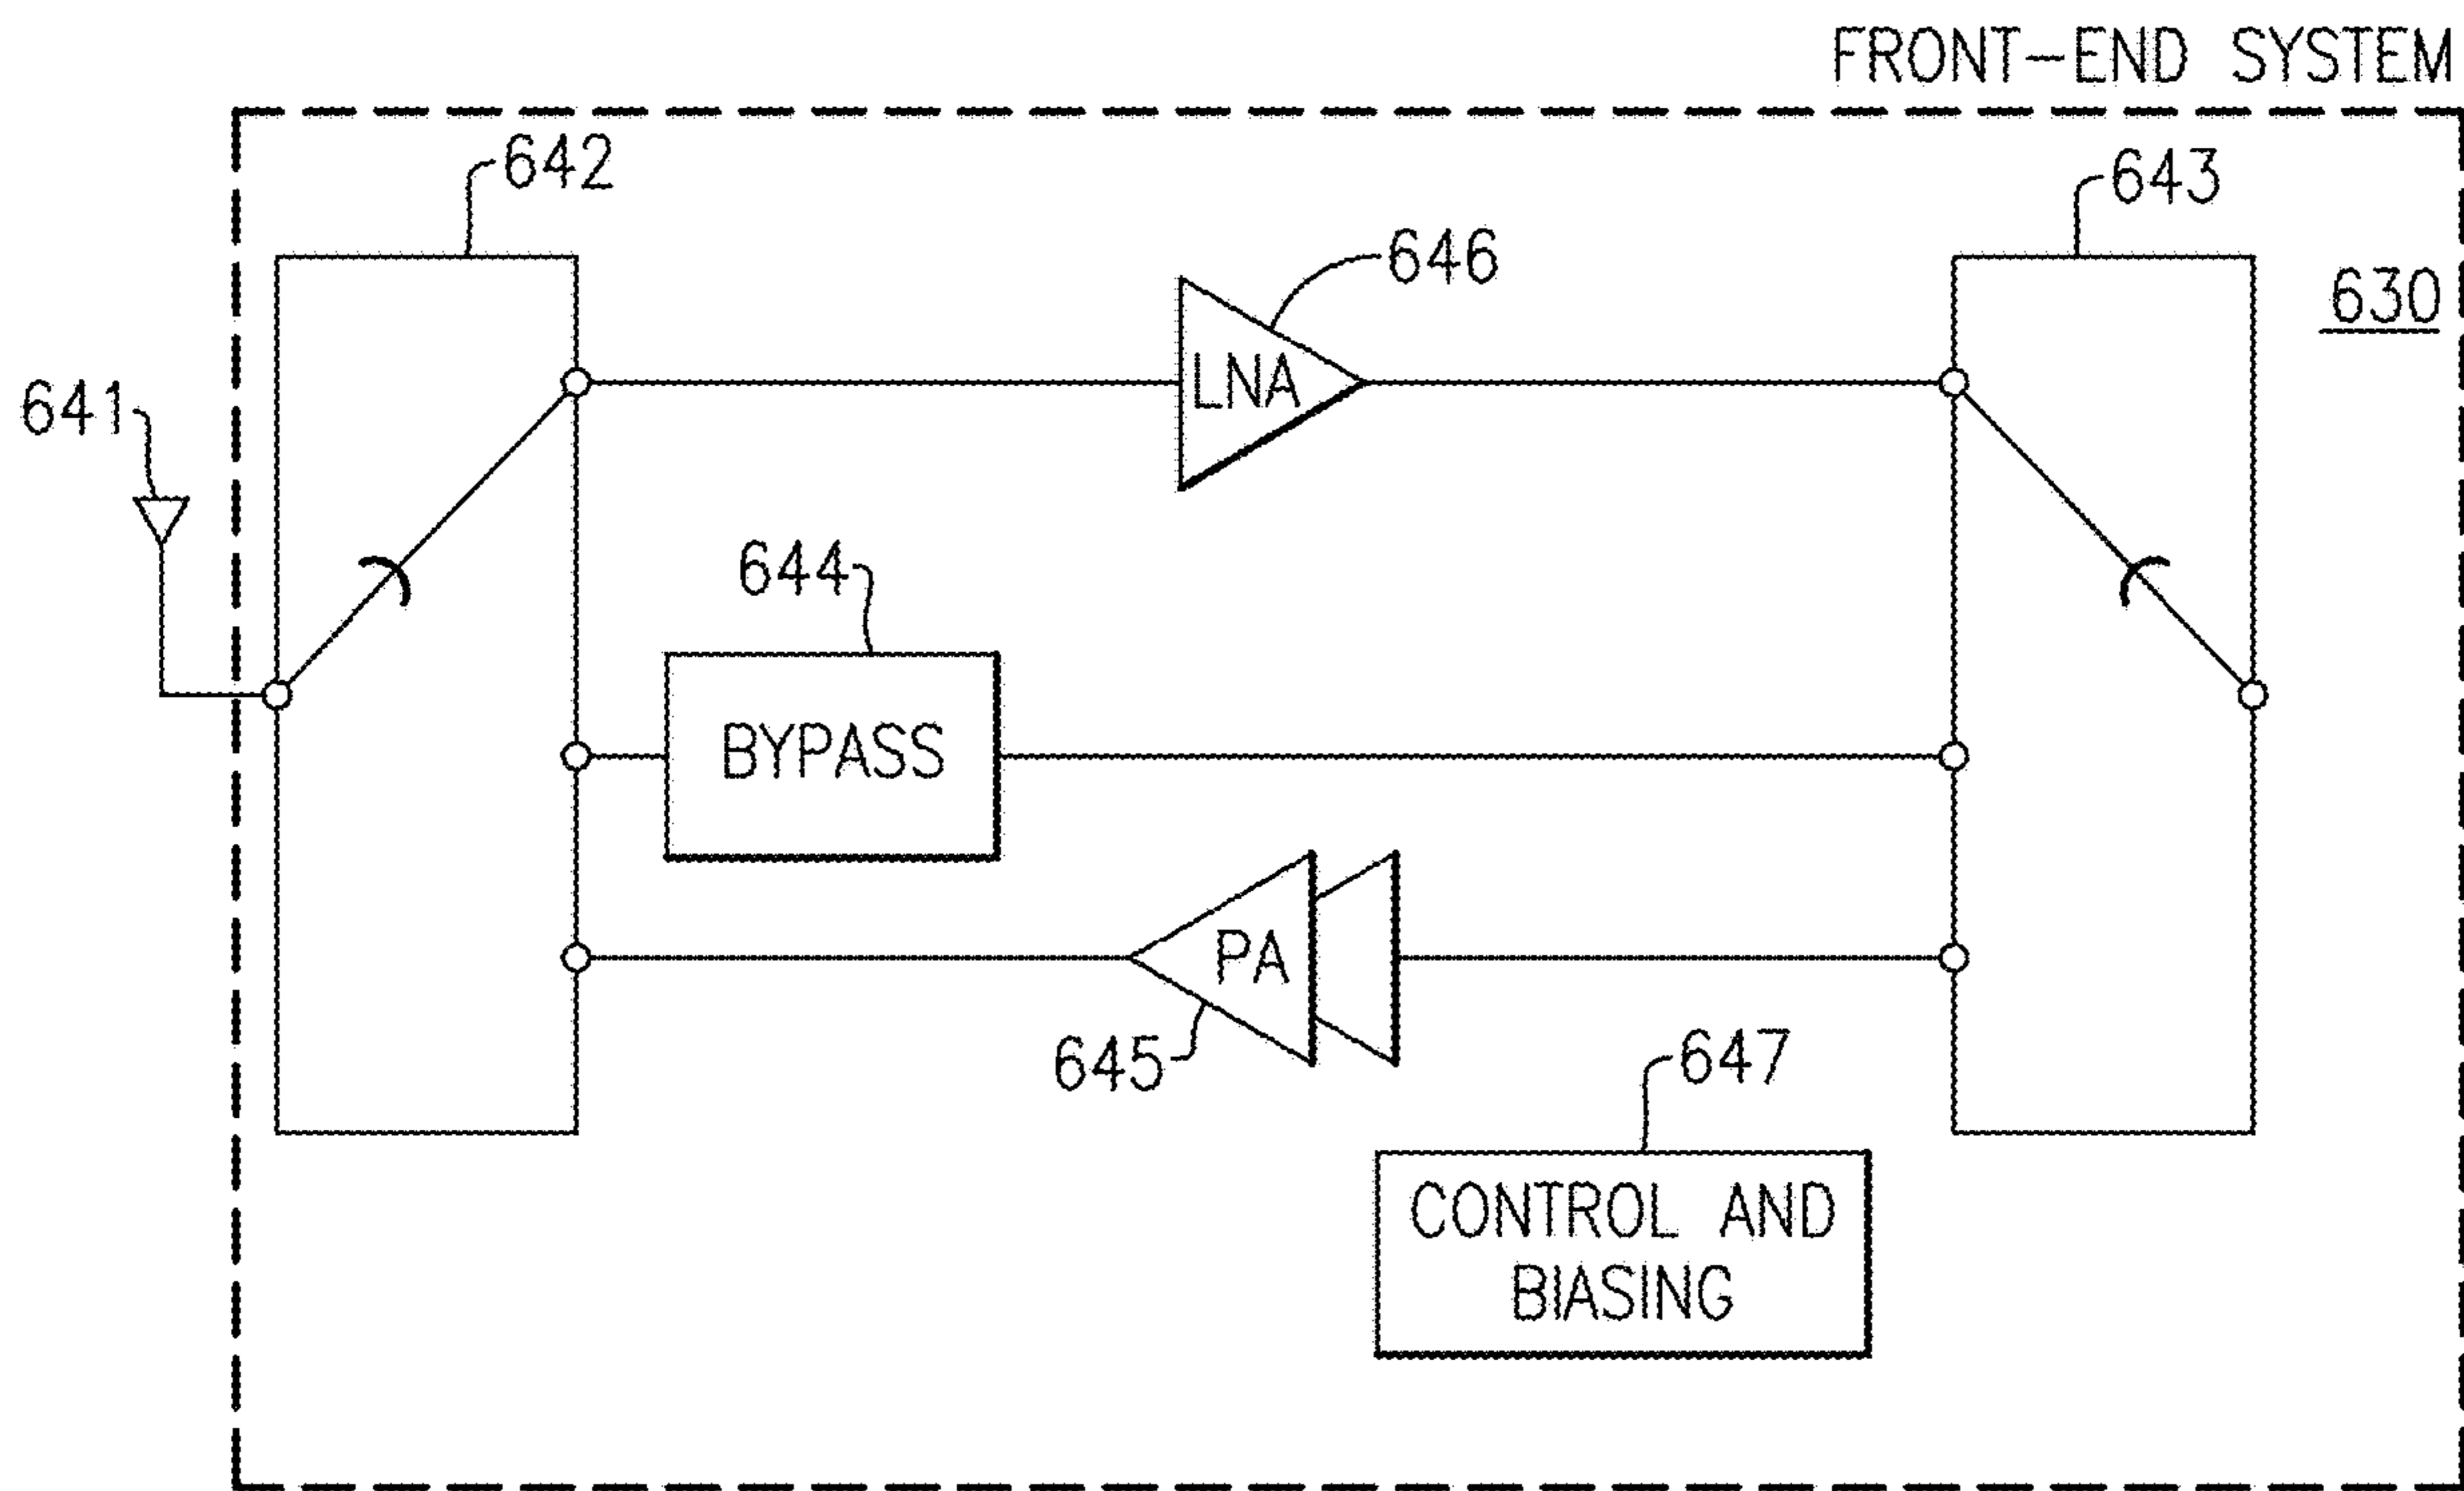 FRONT-END SYSTEM
642
643
646
630
LNA
641
644
BYPASS
PA
645
647
CONTROL AND
BIASING